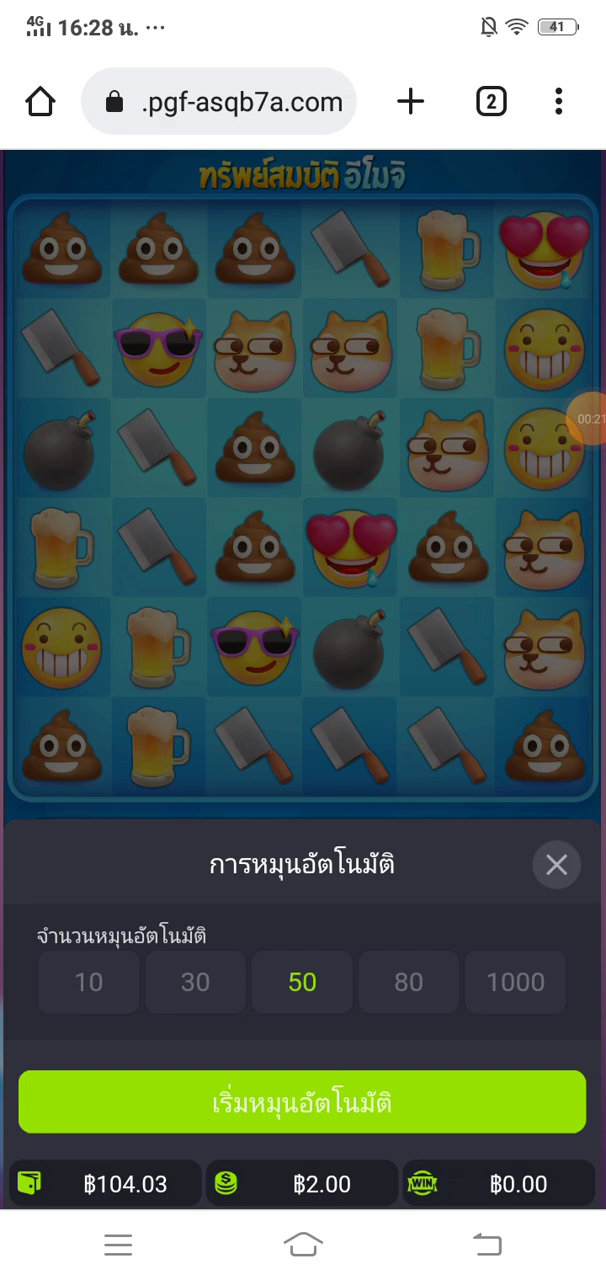 4G 16:28 น. ... 41
.pgf-asqb7a.com 2
ทรัพย์สมบัติ อีโมจิ
00:21
การหมุนอัตโนมัติ
จำนวนหมุนอัตโนมัติ
10 30 50 80 1000
เริ่มหมุนอัตโนมัติ
฿104.03 ฿2.00 WIN ฿0.00